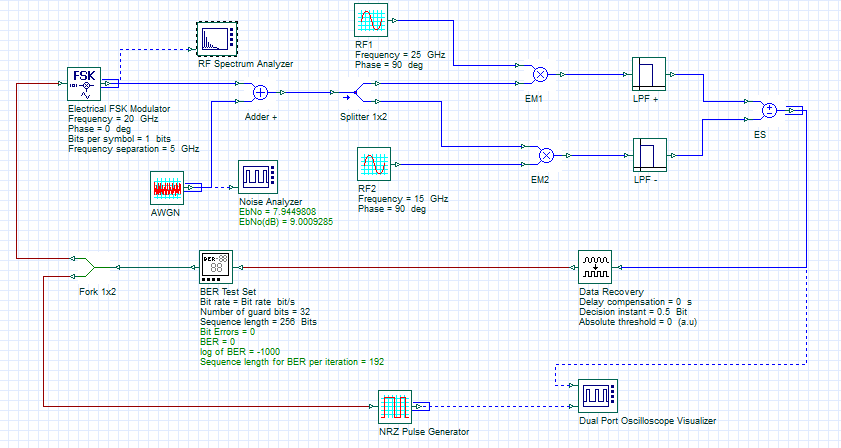 RF Spectrum Analyzer
RF1
Frequency = 25 GHz
Phase = 90 deg
FSK
Electrical FSK Modulator
Frequency = 20 GHz
Phase = 0 deg
Bits per symbol = 1 bits
Frequency separation = 5 GHz
Adder +
Splitter 1x2
EM1
LPF +
ES
AWGN
Noise Analyzer
EbNo = 7.9449808
EbNo(dB) = 9.0009285
RF2
Frequency = 15 GHz
Phase = 90 deg
EM2
LPF -
Fork 1x2
BER Test Set
Bit rate = Bit rate bit/s
Number of guard bits = 32
Sequence length = 256 Bits
Bit Errors = 0
BER = 0
log of BER = -1000
Sequence length for BER per iteration = 192
Data Recovery
Delay compensation = 0 s
Decision instant = 0.5 Bit
Absolute threshold = 0 (a.u)
NRZ Pulse Generator
Dual Port Oscilloscope Visualizer